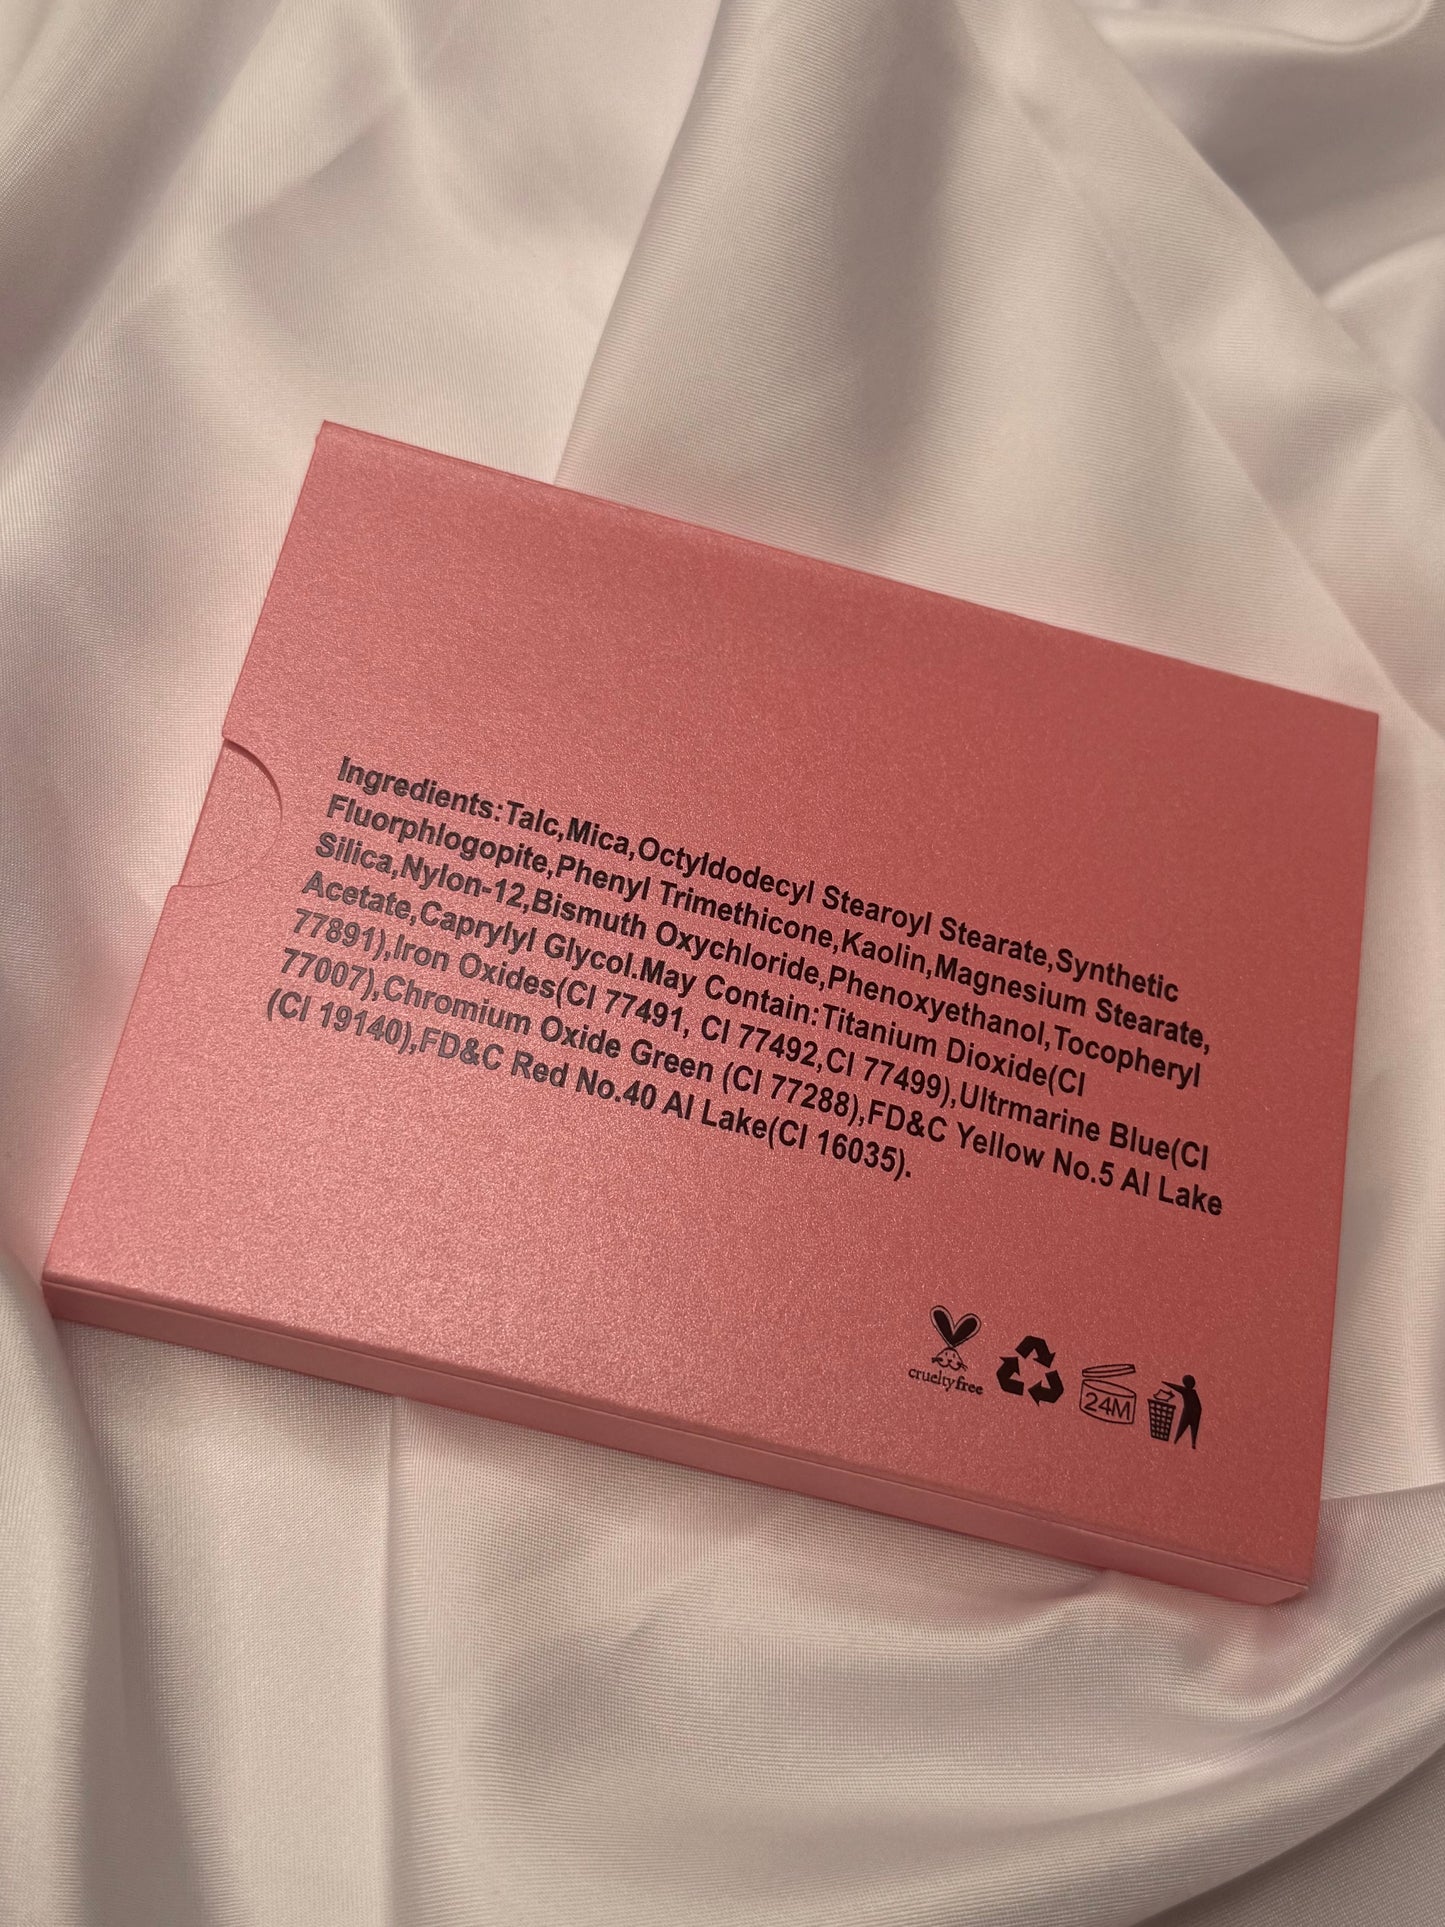 Ingredients:Talc,Mica,Octyldodecyl Stearoyl Stearate,Synthetic
Fluorphlogopite,Phenyl Trimethicone,Kaolin,Magnesium Stearate,
Silica,Nylon-12,Bismuth Oxychloride,Phenoxyethanol,Tocopheryl
Acetate,Caprylyl Glycol.May Contain:Titanium Dioxide(CI
77891),Iron Oxides(CI 77491, CI 77492,CI 77499),Ultrmarine Blue(CI
77007),Chromium Oxide Green (CI 77288),FD&C Yellow No.5 Al Lake
(CI 19140),FD&C Red No.40 Al Lake(CI 16035).
cruelty free
24M